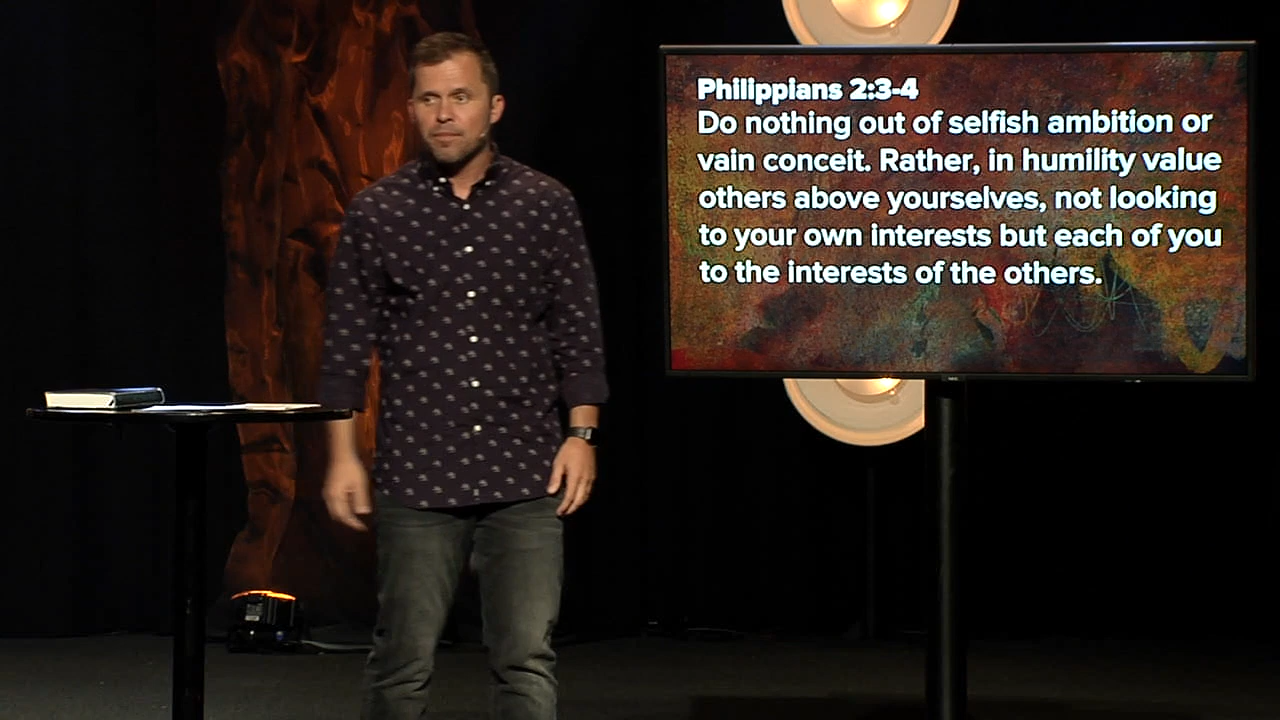 Philippians 2:3-4
Do nothing out of selfish ambition or
vain conceit. Rather, in humility value
others above yourselves, not looking
to your own interests but each of you
to the interests of the others.